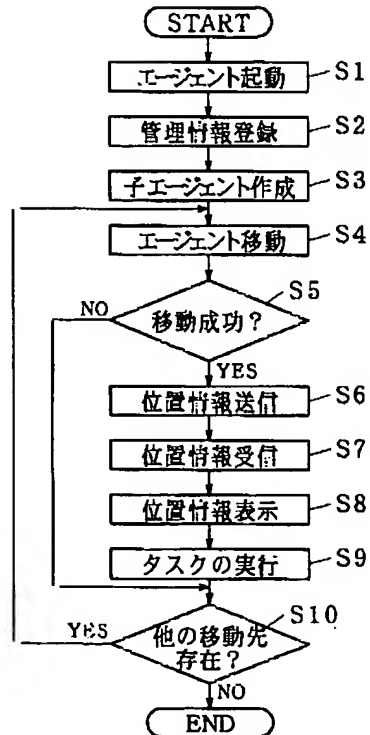 START
エージェント起動 S1
管理情報登録 S2
子エージェント作成 S3
エージェント移動 S4
S5
NO 移動成功?
YES
位置情報送信 S6
位置情報受信 S7
位置情報表示 S8
タスクの実行 S9
S10
YES 他の移動先
存在?
NO
END